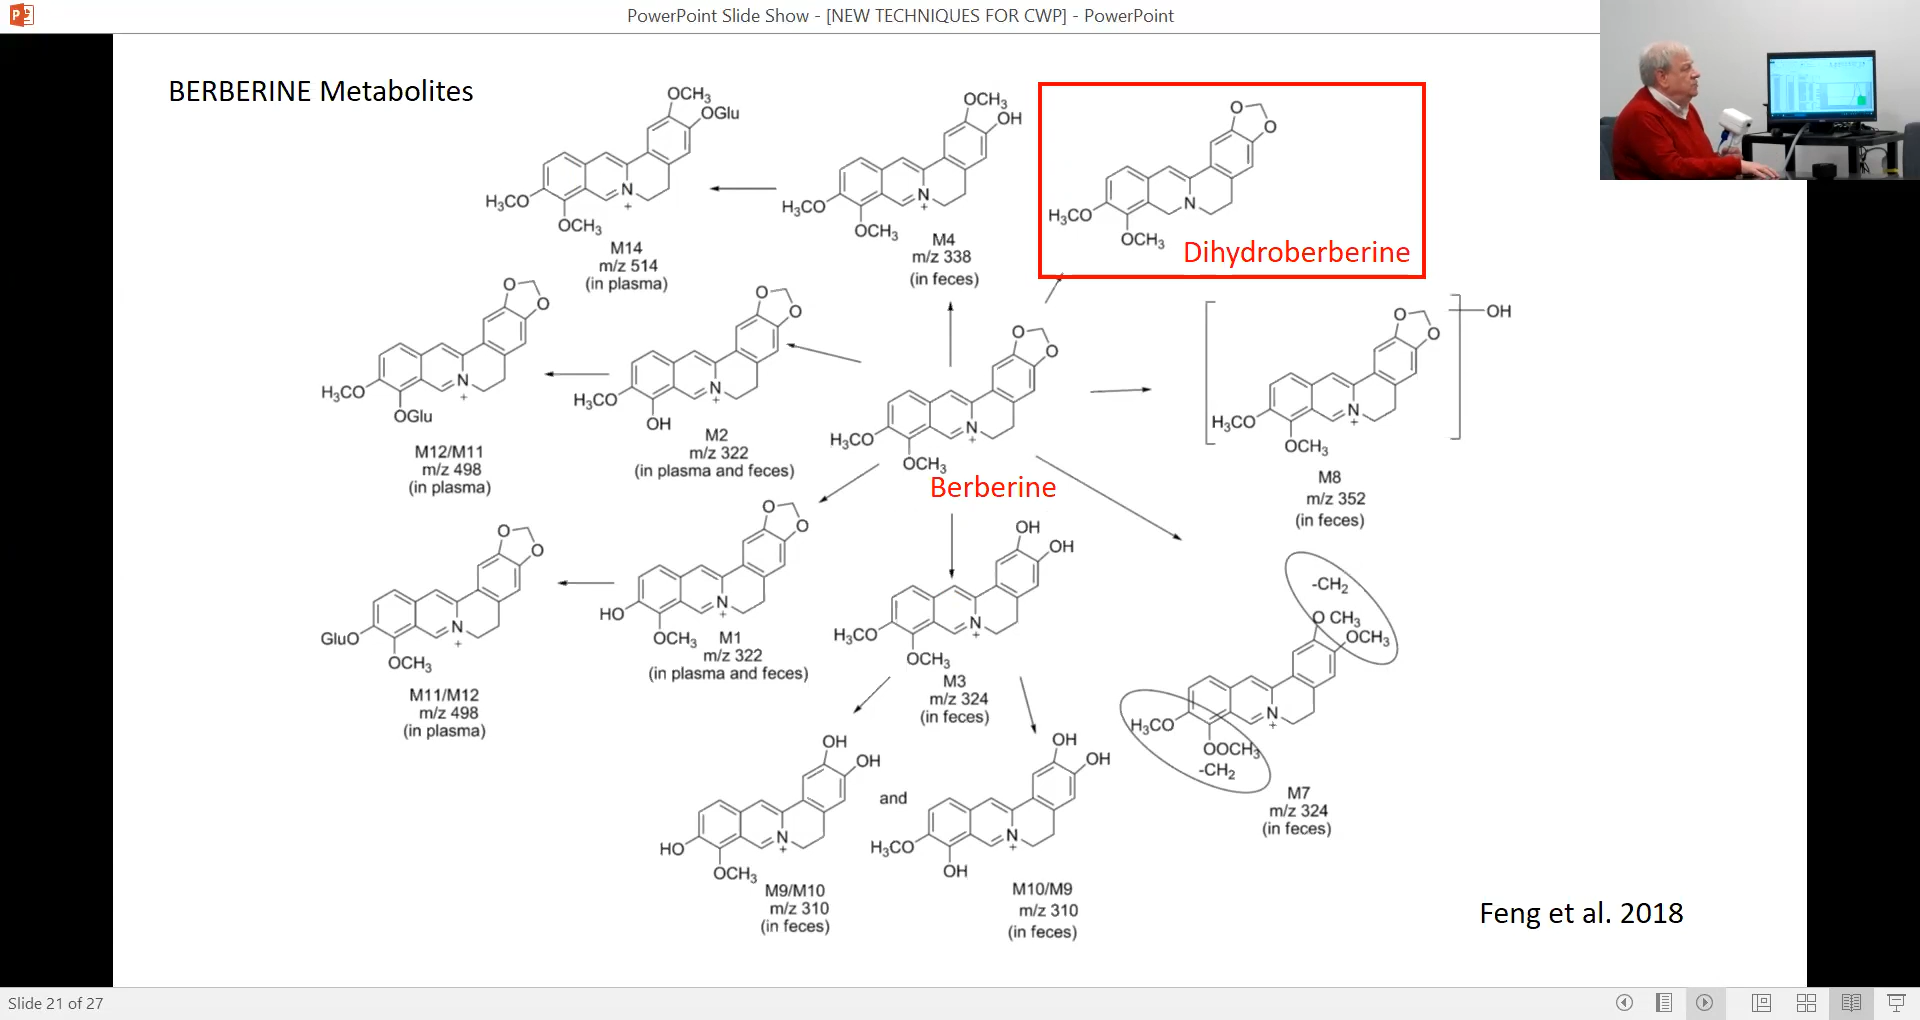 PowerPoint Slide Show - [NEW TECHNIQUES FOR CWP] - PowerPoint
BERBERINE Metabolites
OCH3
OGlu
N
+
H3CO
OCH3
M14
m/z 514
(in plasma)
OCH3
OH
N
+
H3CO
OCH3
M4
m/z 338
(in feces)
O
O
N
H3CO
OCH3
Dihydroberberine
O
O
N
+
H3CO
OGlu
M12/M11
m/z 498
(in plasma)
O
O
N
+
H3CO
OH
M2
m/z 322
(in plasma and feces)
O
O
N
+
H3CO
OCH3
Berberine
OH
O
O
N
+
H3CO
OCH3
M8
m/z 352
(in feces)
O
O
N
+
GluO
OCH3
M11/M12
m/z 498
(in plasma)
O
O
N
+
HO
OCH3
M1
m/z 322
(in plasma and feces)
OH
OH
N
+
H3CO
OCH3
M3
m/z 324
(in feces)
-CH2
O CH3
OCH3
N
+
H3CO
OOCH3
-CH2
M7
m/z 324
(in feces)
OH
OH
N
+
HO
OCH3
M9/M10
m/z 310
(in feces)
and
OH
OH
N
+
H3CO
OH
M10/M9
m/z 310
(in feces)
Feng et al. 2018
Slide 21 of 27